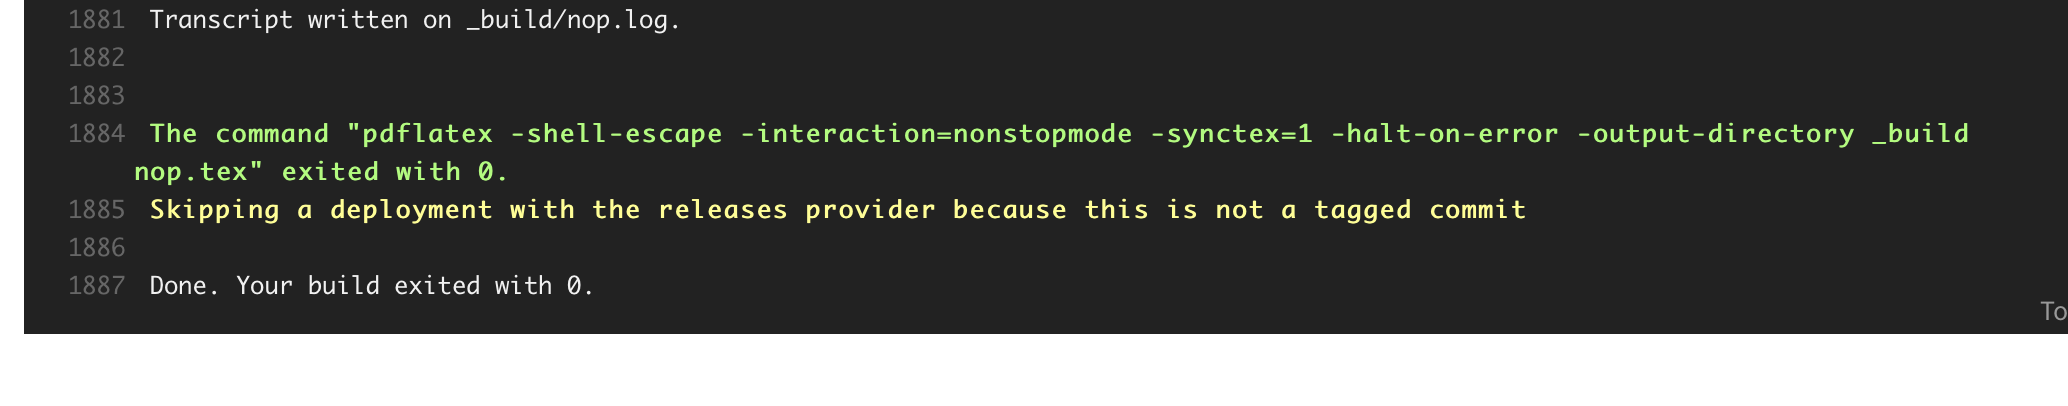 1881 Transcript written on _build/nop.log.
1882
1883
1884 The command "pdflatex -shell-escape -interaction=nonstopmode -synctex=1 -halt-on-error -output-directory _build
nop.tex" exited with 0.
1885 Skipping a deployment with the releases provider because this is not a tagged commit
1886
1887 Done. Your build exited with 0.
To